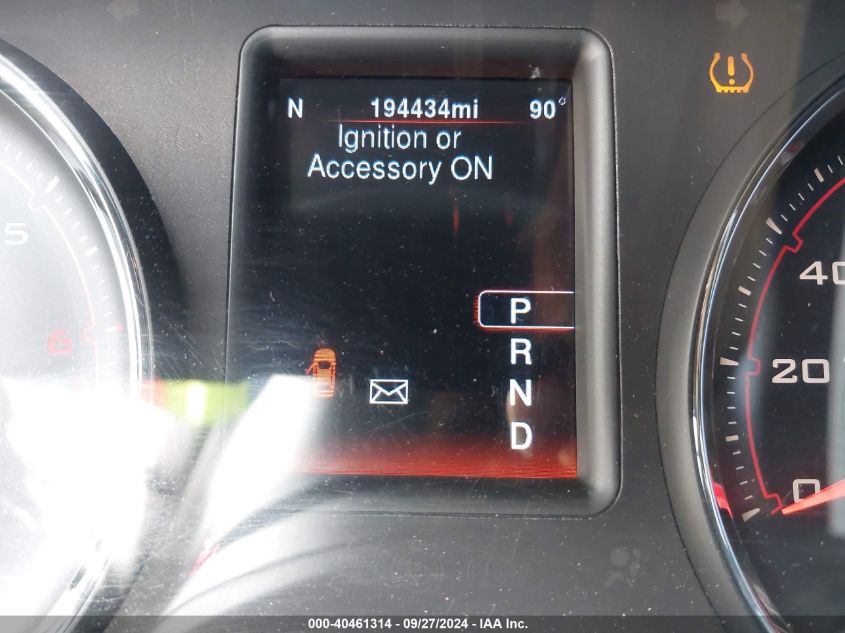 N 194434mi 90°
Ignition or
Accessory ON
P
R
N
D
5
6
40
20
0
000-40461314 - 09/27/2024 - IAA Inc.